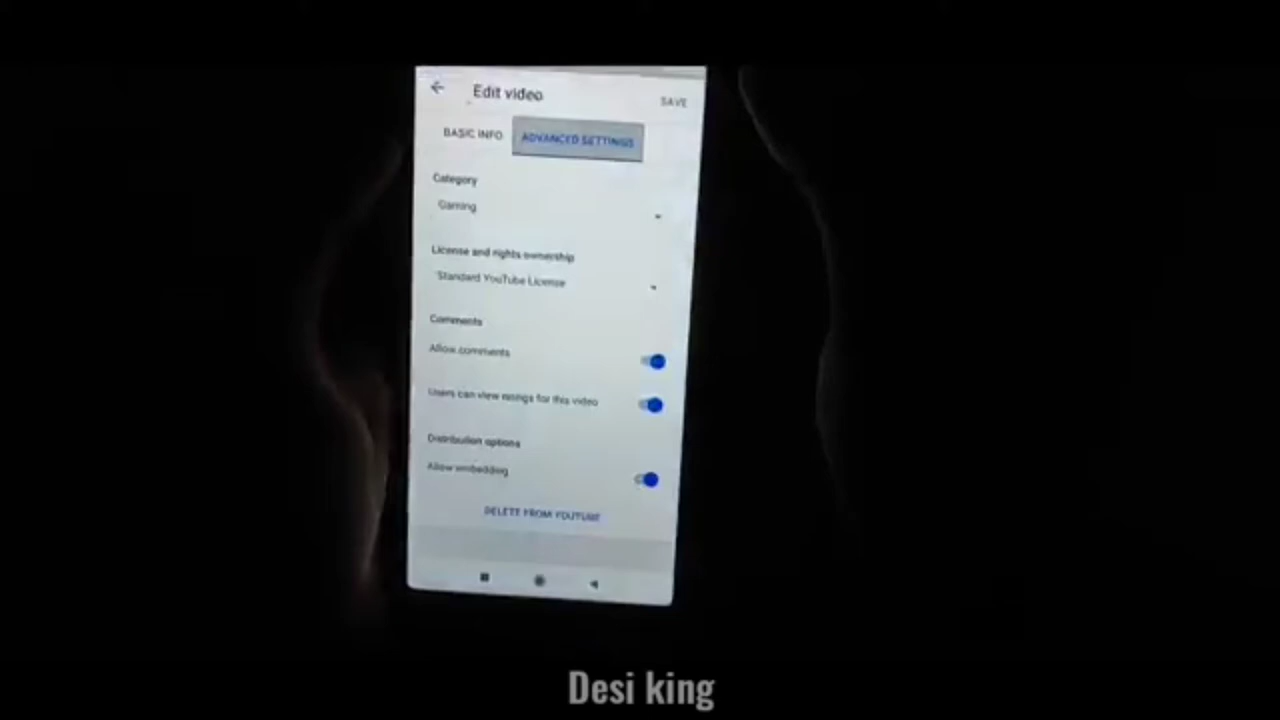 Edit video
SAVE
BASIC INFO
ADVANCED SETTINGS
Category
Gaming
License and rights ownership
Standard YouTube License
Comments
Allow comments
Users can view ratings for this video
Distribution options
Allow embedding
DELETE FROM YOUTUBE
Desi king